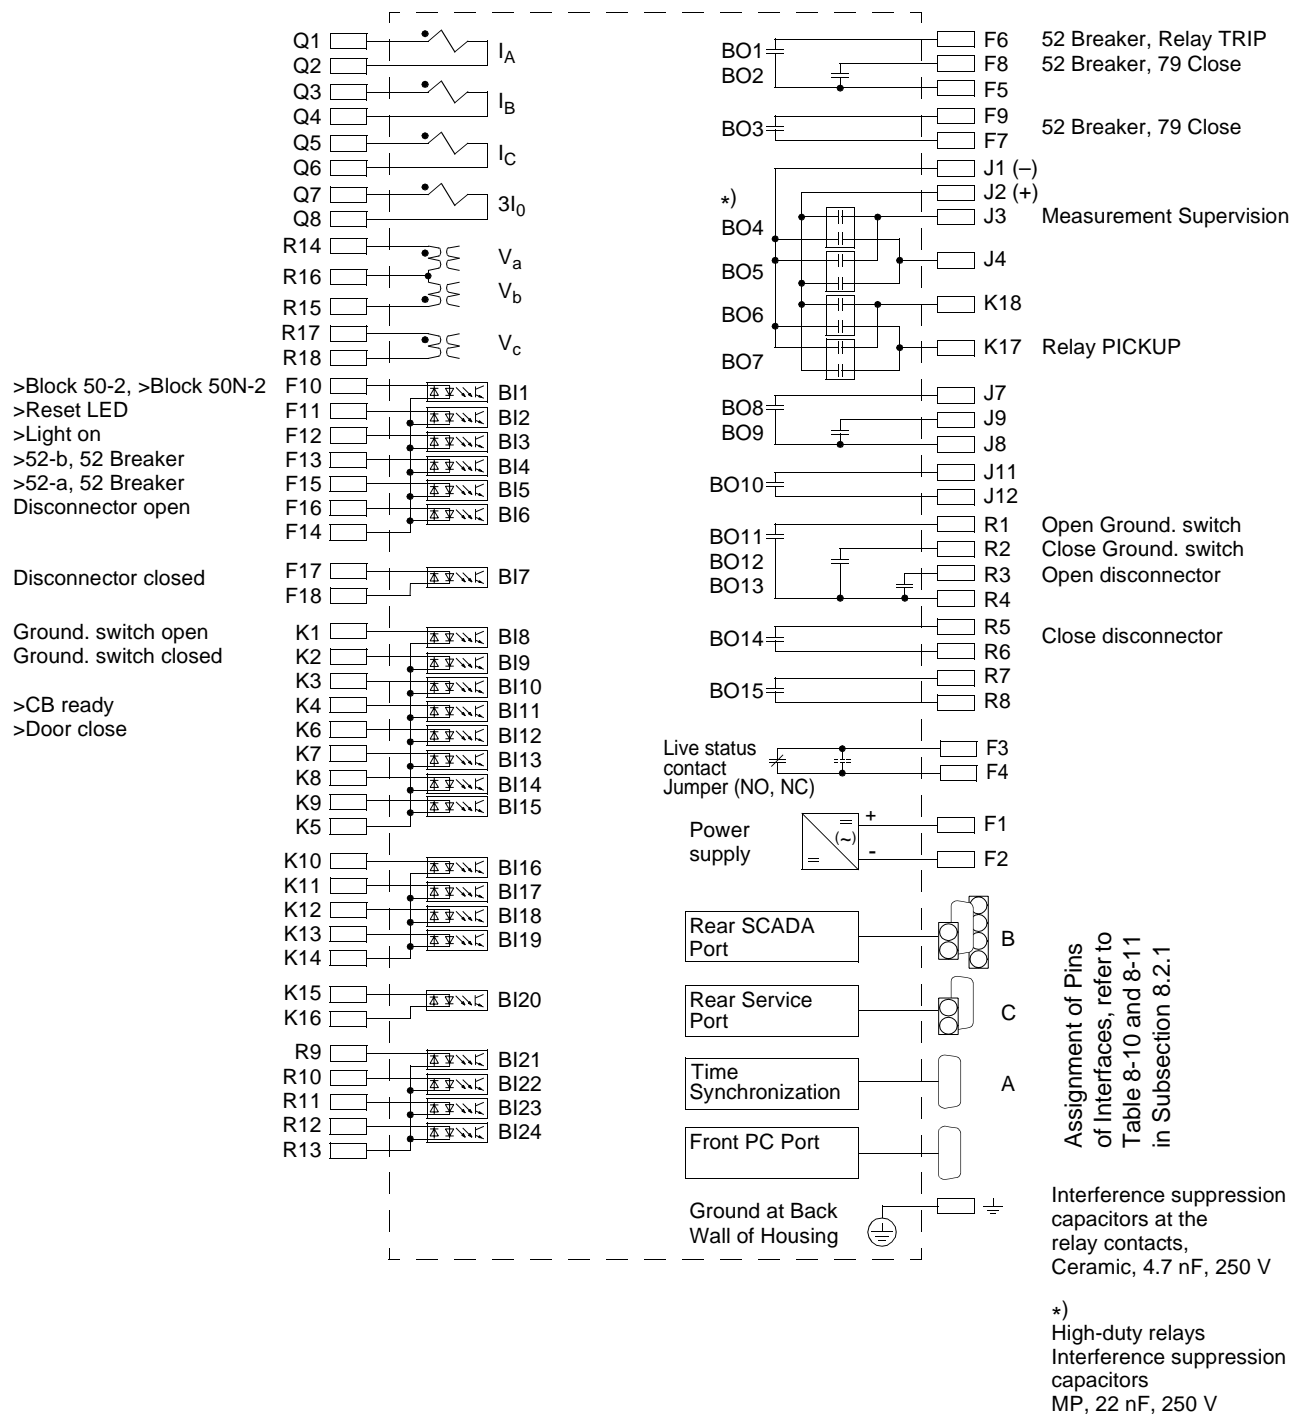 Q1
Q2
I_A
Q3
Q4
I_B
Q5
Q6
I_C
Q7
Q8
3I_0
R14
V_a
R16
V_b
R15
R17
V_c
R18
>Block 50-2, >Block 50N-2 F10 BI1
>Reset LED F11 BI2
>Light on F12 BI3
>52-b, 52 Breaker F13 BI4
>52-a, 52 Breaker F15 BI5
Disconnector open F16 BI6
F14
Disconnector closed F17 BI7
F18
Ground. switch open K1 BI8
Ground. switch closed K2 BI9
K3 BI10
>CB ready K4 BI11
>Door close K6 BI12
K7 BI13
K8 BI14
K9 BI15
K5
K10 BI16
K11 BI17
K12 BI18
K13 BI19
K14
K15 BI20
K16
R9 BI21
R10 BI22
R11 BI23
R12 BI24
R13
BO1 F6 52 Breaker, Relay TRIP
BO2 F8 52 Breaker, 79 Close
F5
F9
BO3 52 Breaker, 79 Close
F7
J1 (–)
J2 (+)
*)
J3 Measurement Supervision
BO4
J4
BO5
K18
BO6
K17 Relay PICKUP
BO7
J7
BO8
J9
BO9
J8
J11
BO10
J12
R1 Open Ground. switch
BO11
R2 Close Ground. switch
BO12
R3 Open disconnector
BO13
R4
R5
BO14 Close disconnector
R6
R7
BO15
R8
Live status
contact
Jumper (NO, NC)
F3
F4
Power
supply
=
(~)
=
+
-
F1
F2
Rear SCADA
Port
B
Rear Service
Port
C
Time
Synchronization
A
Front PC Port
Ground at Back
Wall of Housing
Assignment of Pins
of Interfaces, refer to
Table 8-10 and 8-11
in Subsection 8.2.1
Interference suppression
capacitors at the
relay contacts,
Ceramic, 4.7 nF, 250 V
*)
High-duty relays
Interference suppression
capacitors
MP, 22 nF, 250 V